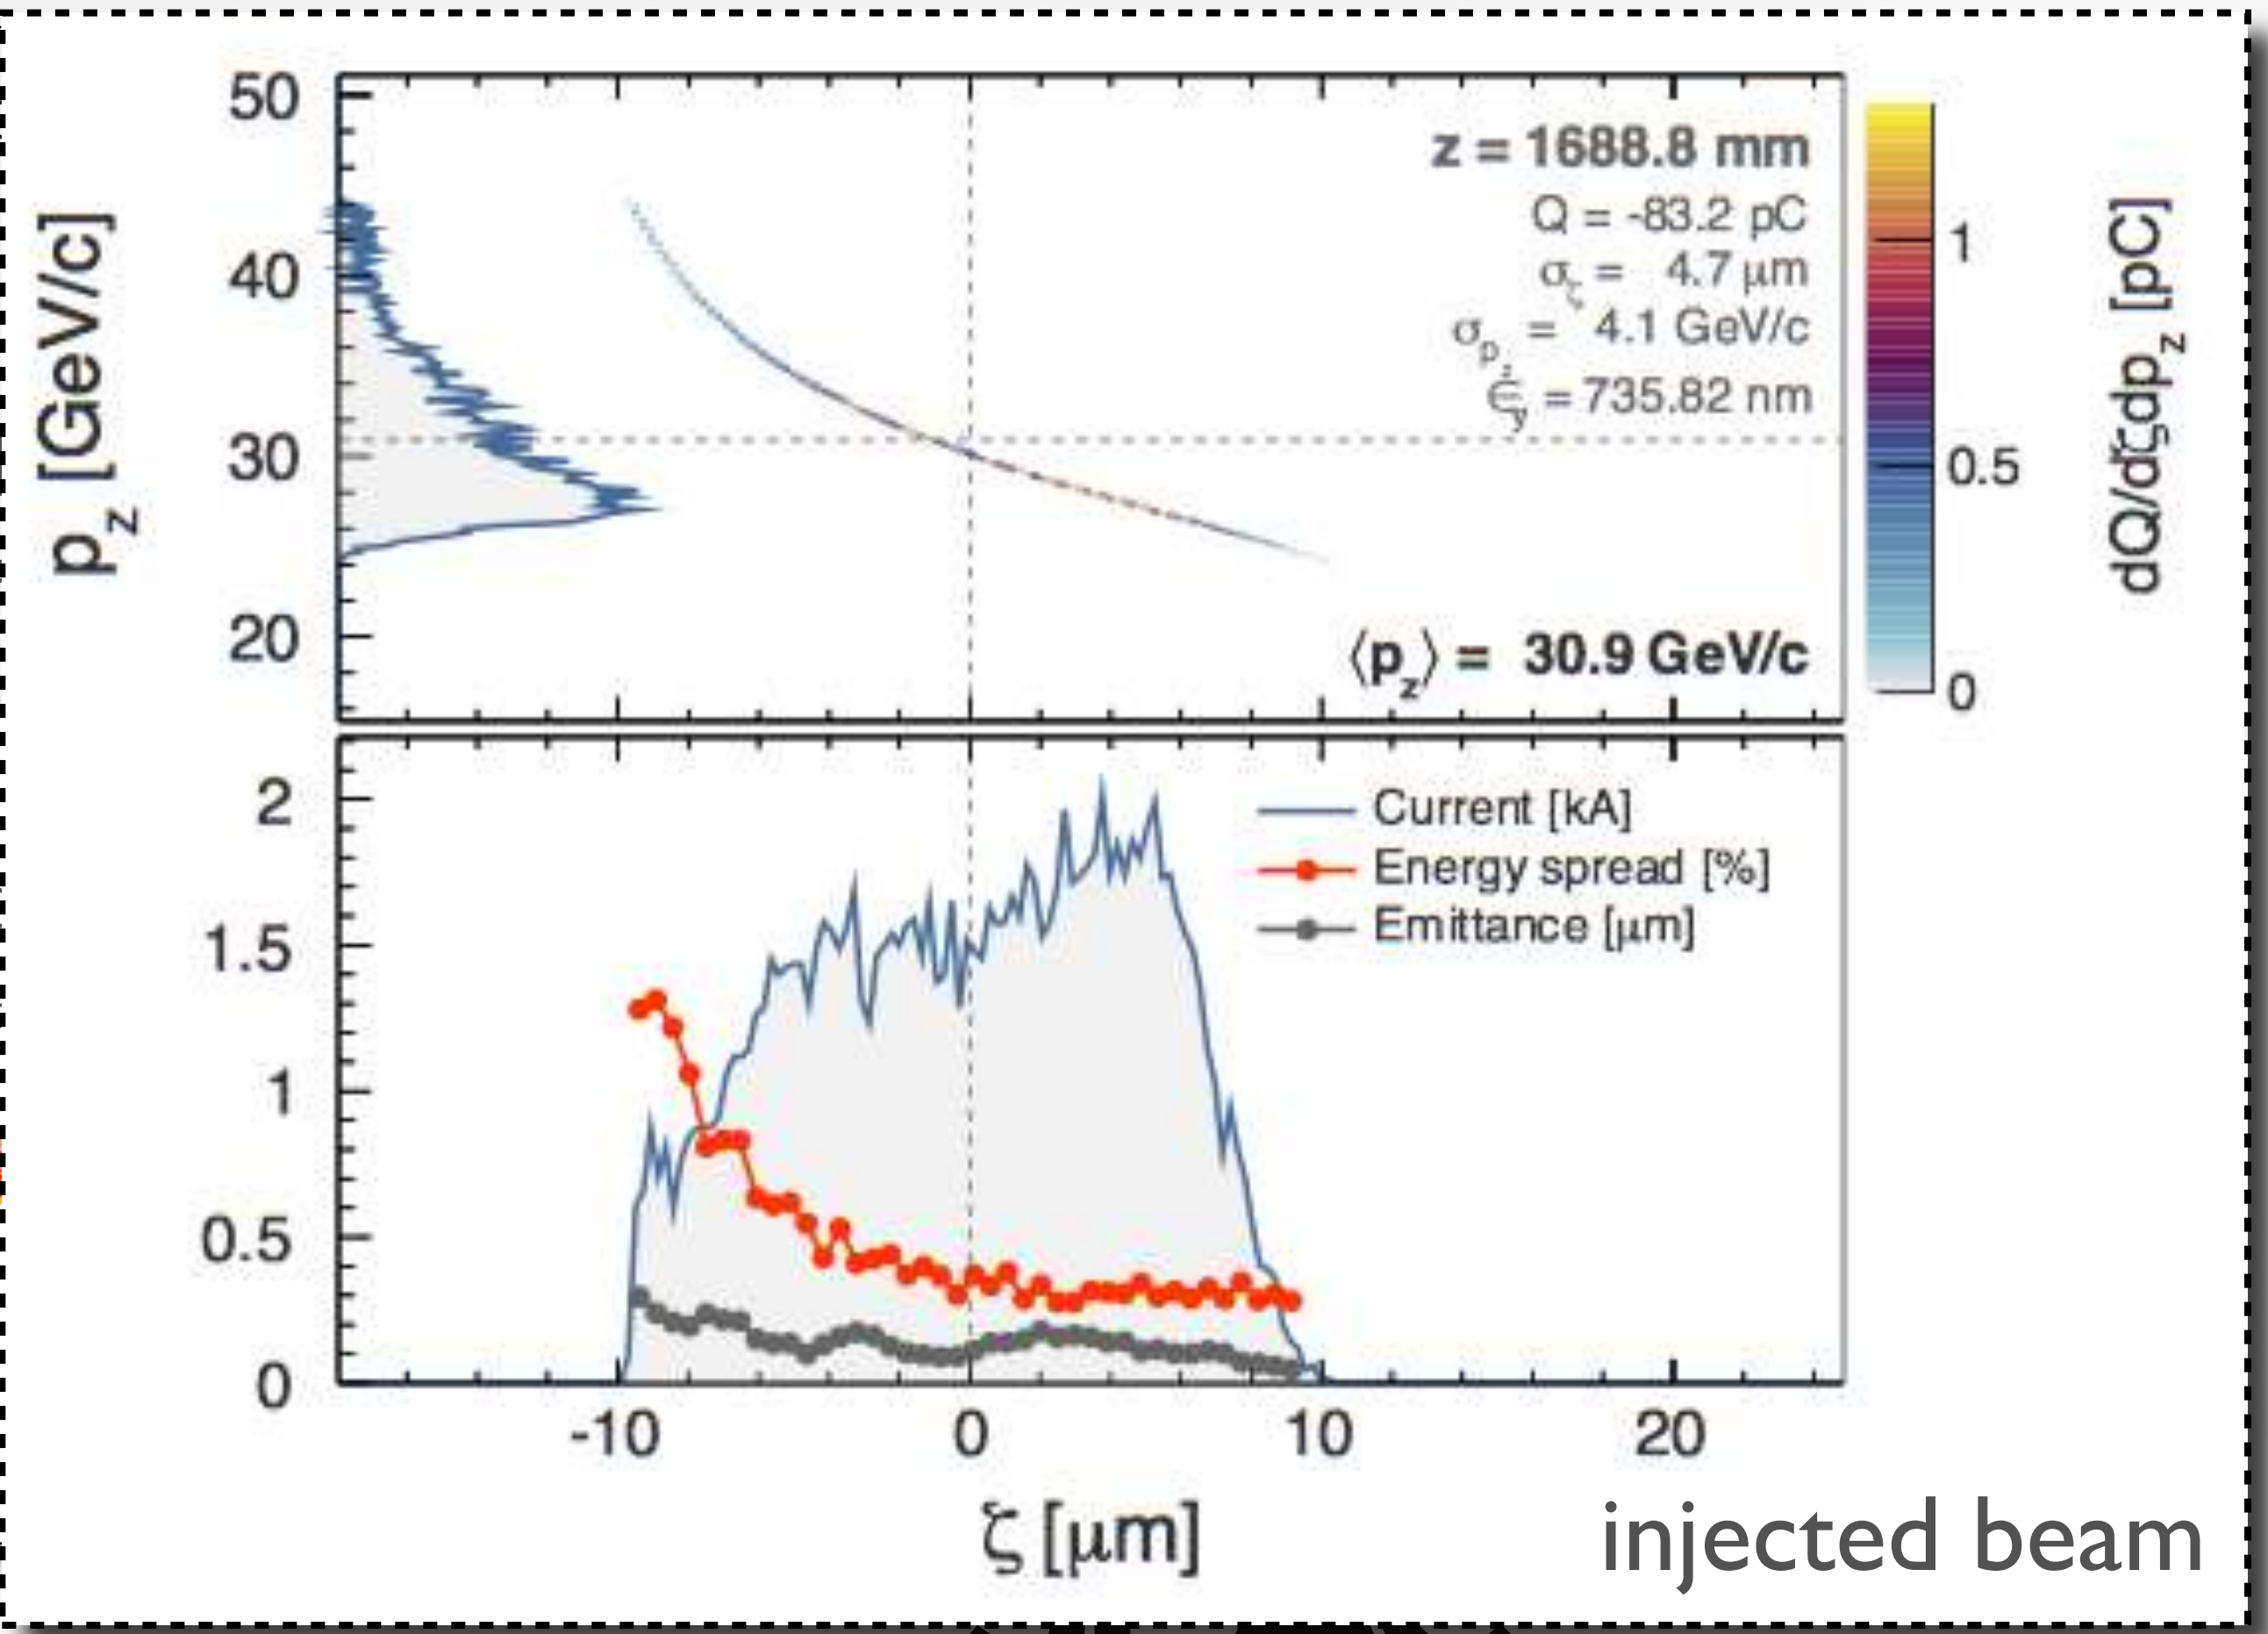 50
40
30
20
p_z [GeV/c]
z = 1688.8 mm
Q = -83.2 pC
σ_ζ = 4.7 μm
σ_p_z = 4.1 GeV/c
ϵ_y = 735.82 nm
⟨p_z⟩ = 30.9 GeV/c
1
0.5
0
dQ/dζdp_z [pC]
2
1.5
1
0.5
0
Current [kA]
Energy spread [%]
Emittance [μm]
-10 0 10 20
ζ [μm]
injected beam